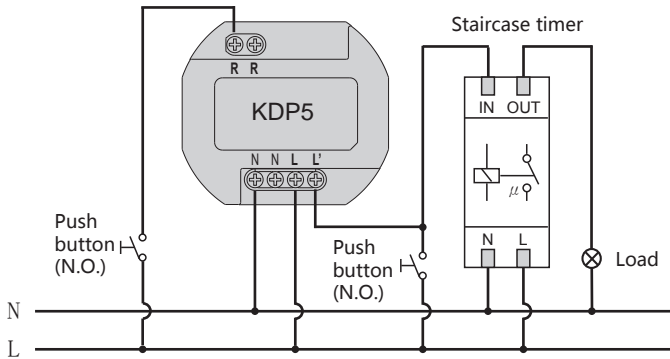 Staircase timer
R R
IN OUT
KDP5
N N L L'
μ
Push
button
(N.O.)
Push
button
(N.O.)
N L
Load
N
L